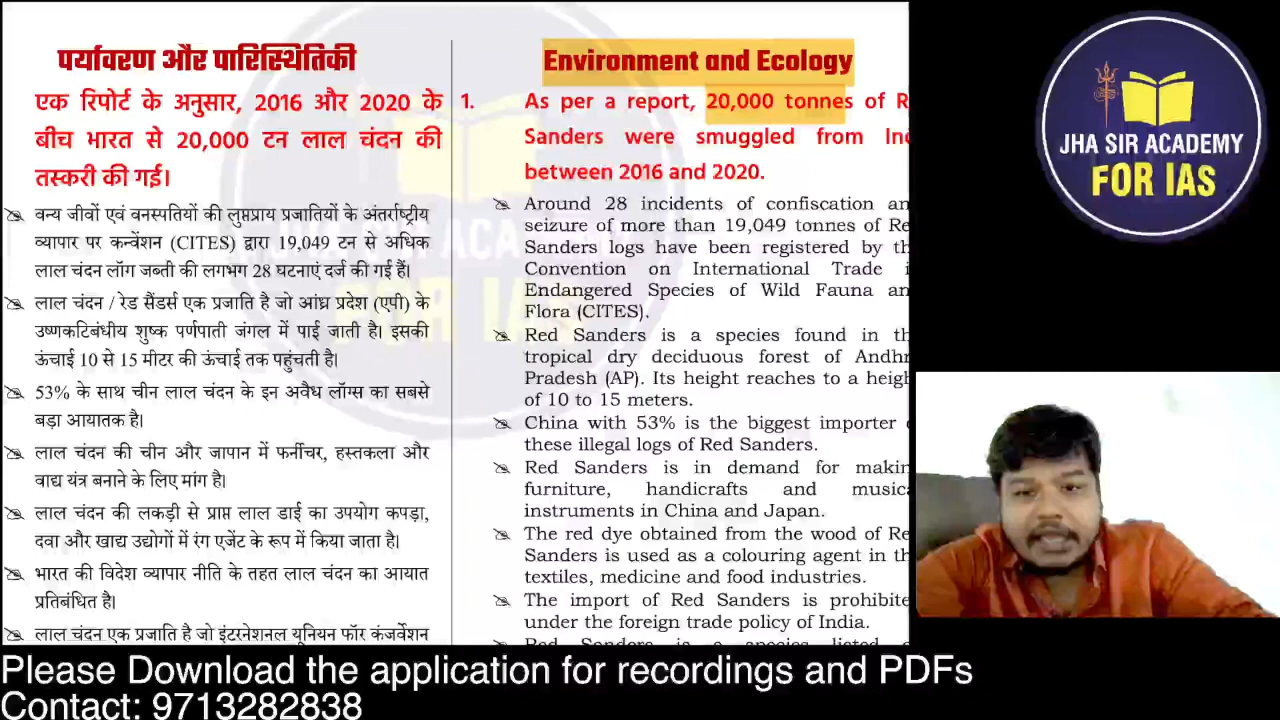 पर्यावरण और पारिस्थितिकी
एक रिपोर्ट के अनुसार, 2016 और 2020 के
बीच भारत से 20,000 टन लाल चंदन की
तस्करी की गई।
वन्य जीवों एवं वनस्पतियों की लुप्तप्राय प्रजातियों के अंतर्राष्ट्रीय
व्यापार पर कन्वेंशन (CITES) द्वारा 19,049 टन से अधिक
लाल चंदन लॉग जब्ती की लगभग 28 घटनाएं दर्ज की गई हैं।
लाल चंदन / रेड सैंडर्स एक प्रजाति है जो आंध्र प्रदेश (एपी) के
उष्णकटिबंधीय शुष्क पर्णपाती जंगल में पाई जाती है। इसकी
ऊंचाई 10 से 15 मीटर की ऊंचाई तक पहुंचती है।
53% के साथ चीन लाल चंदन के इन अवैध लॉग्स का सबसे
बड़ा आयातक है।
लाल चंदन की चीन और जापान में फर्नीचर, हस्तकला और
वाद्य यंत्र बनाने के लिए मांग है।
लाल चंदन की लकड़ी से प्राप्त लाल डाई का उपयोग कपड़ा,
दवा और खाद्य उद्योगों में रंग एजेंट के रूप में किया जाता है।
भारत की विदेश व्यापार नीति के तहत लाल चंदन का आयात
प्रतिबंधित है।
लाल चंदन एक प्रजाति है जो इंटरनेशनल यूनियन फॉर कंजर्वेशन
Environment and Ecology
1. As per a report, 20,000 tonnes of R
Sanders were smuggled from Ind
between 2016 and 2020.
Around 28 incidents of confiscation an
seizure of more than 19,049 tonnes of Re
Sanders logs have been registered by th
Convention on International Trade i
Endangered Species of Wild Fauna an
Flora (CITES).
Red Sanders is a species found in th
tropical dry deciduous forest of Andhr
Pradesh (AP). Its height reaches to a heigh
of 10 to 15 meters.
China with 53% is the biggest importer o
these illegal logs of Red Sanders.
Red Sanders is in demand for makin
furniture, handicrafts and musica
instruments in China and Japan.
The red dye obtained from the wood of Re
Sanders is used as a colouring agent in th
textiles, medicine and food industries.
The import of Red Sanders is prohibite
under the foreign trade policy of India.
Red Sanders is a species listed
JHA SIR ACADEMY
FOR IAS
JHA SIR ACADEMY
FOR IAS
Please Download the application for recordings and PDFs
Contact: 9713282838